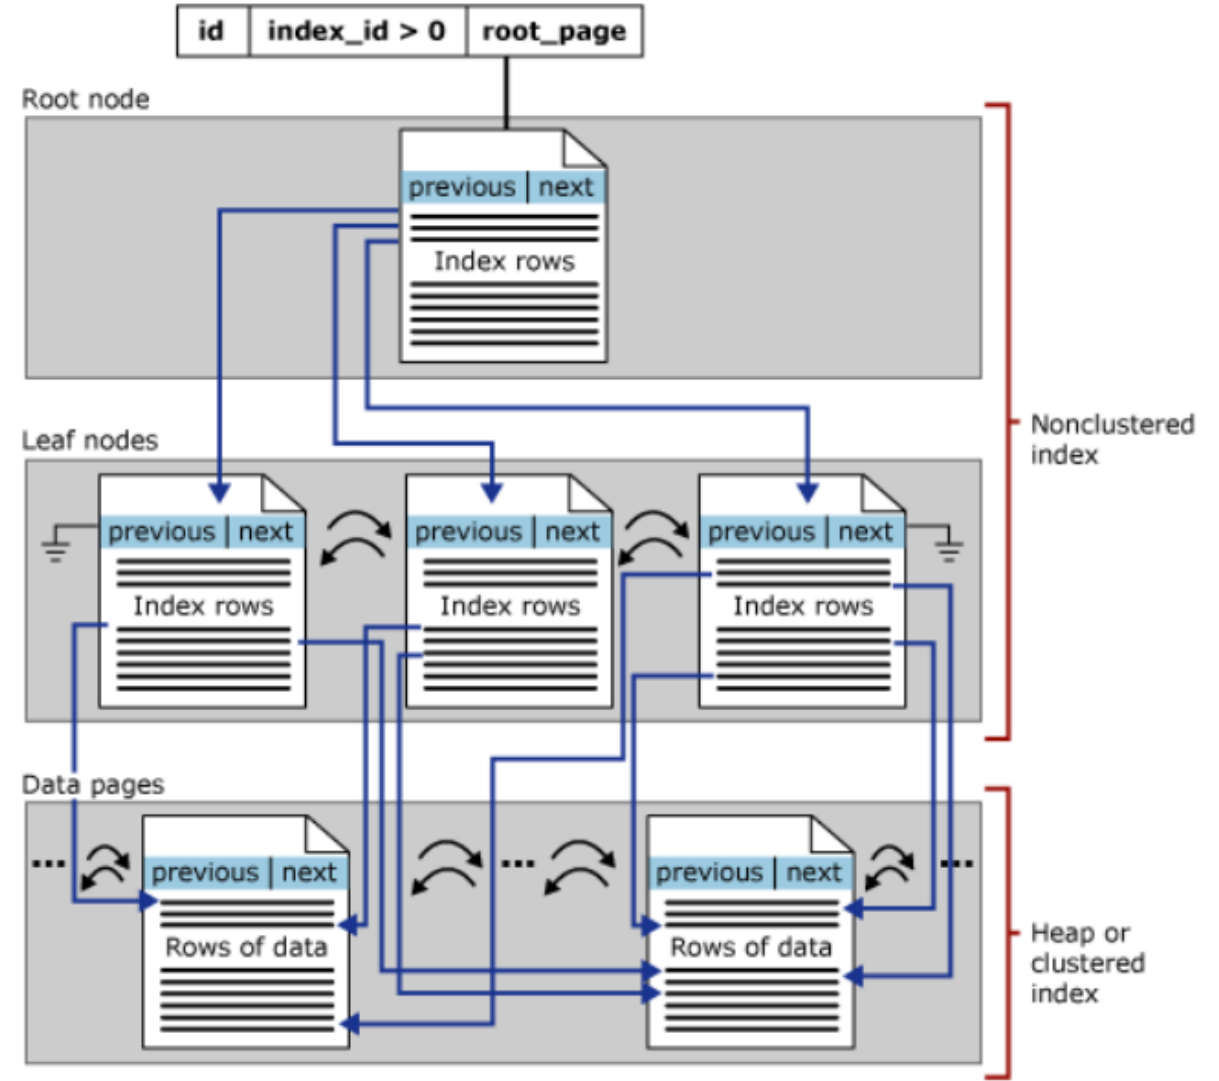 id index_id > 0 root_page
Root node
previous next
Index rows
Nonclustered
index
Leaf nodes
previous next previous next previous next
Index rows Index rows Index rows
Data pages
... ... ...
previous next previous next
Rows of data Rows of data
Heap or
clustered
index